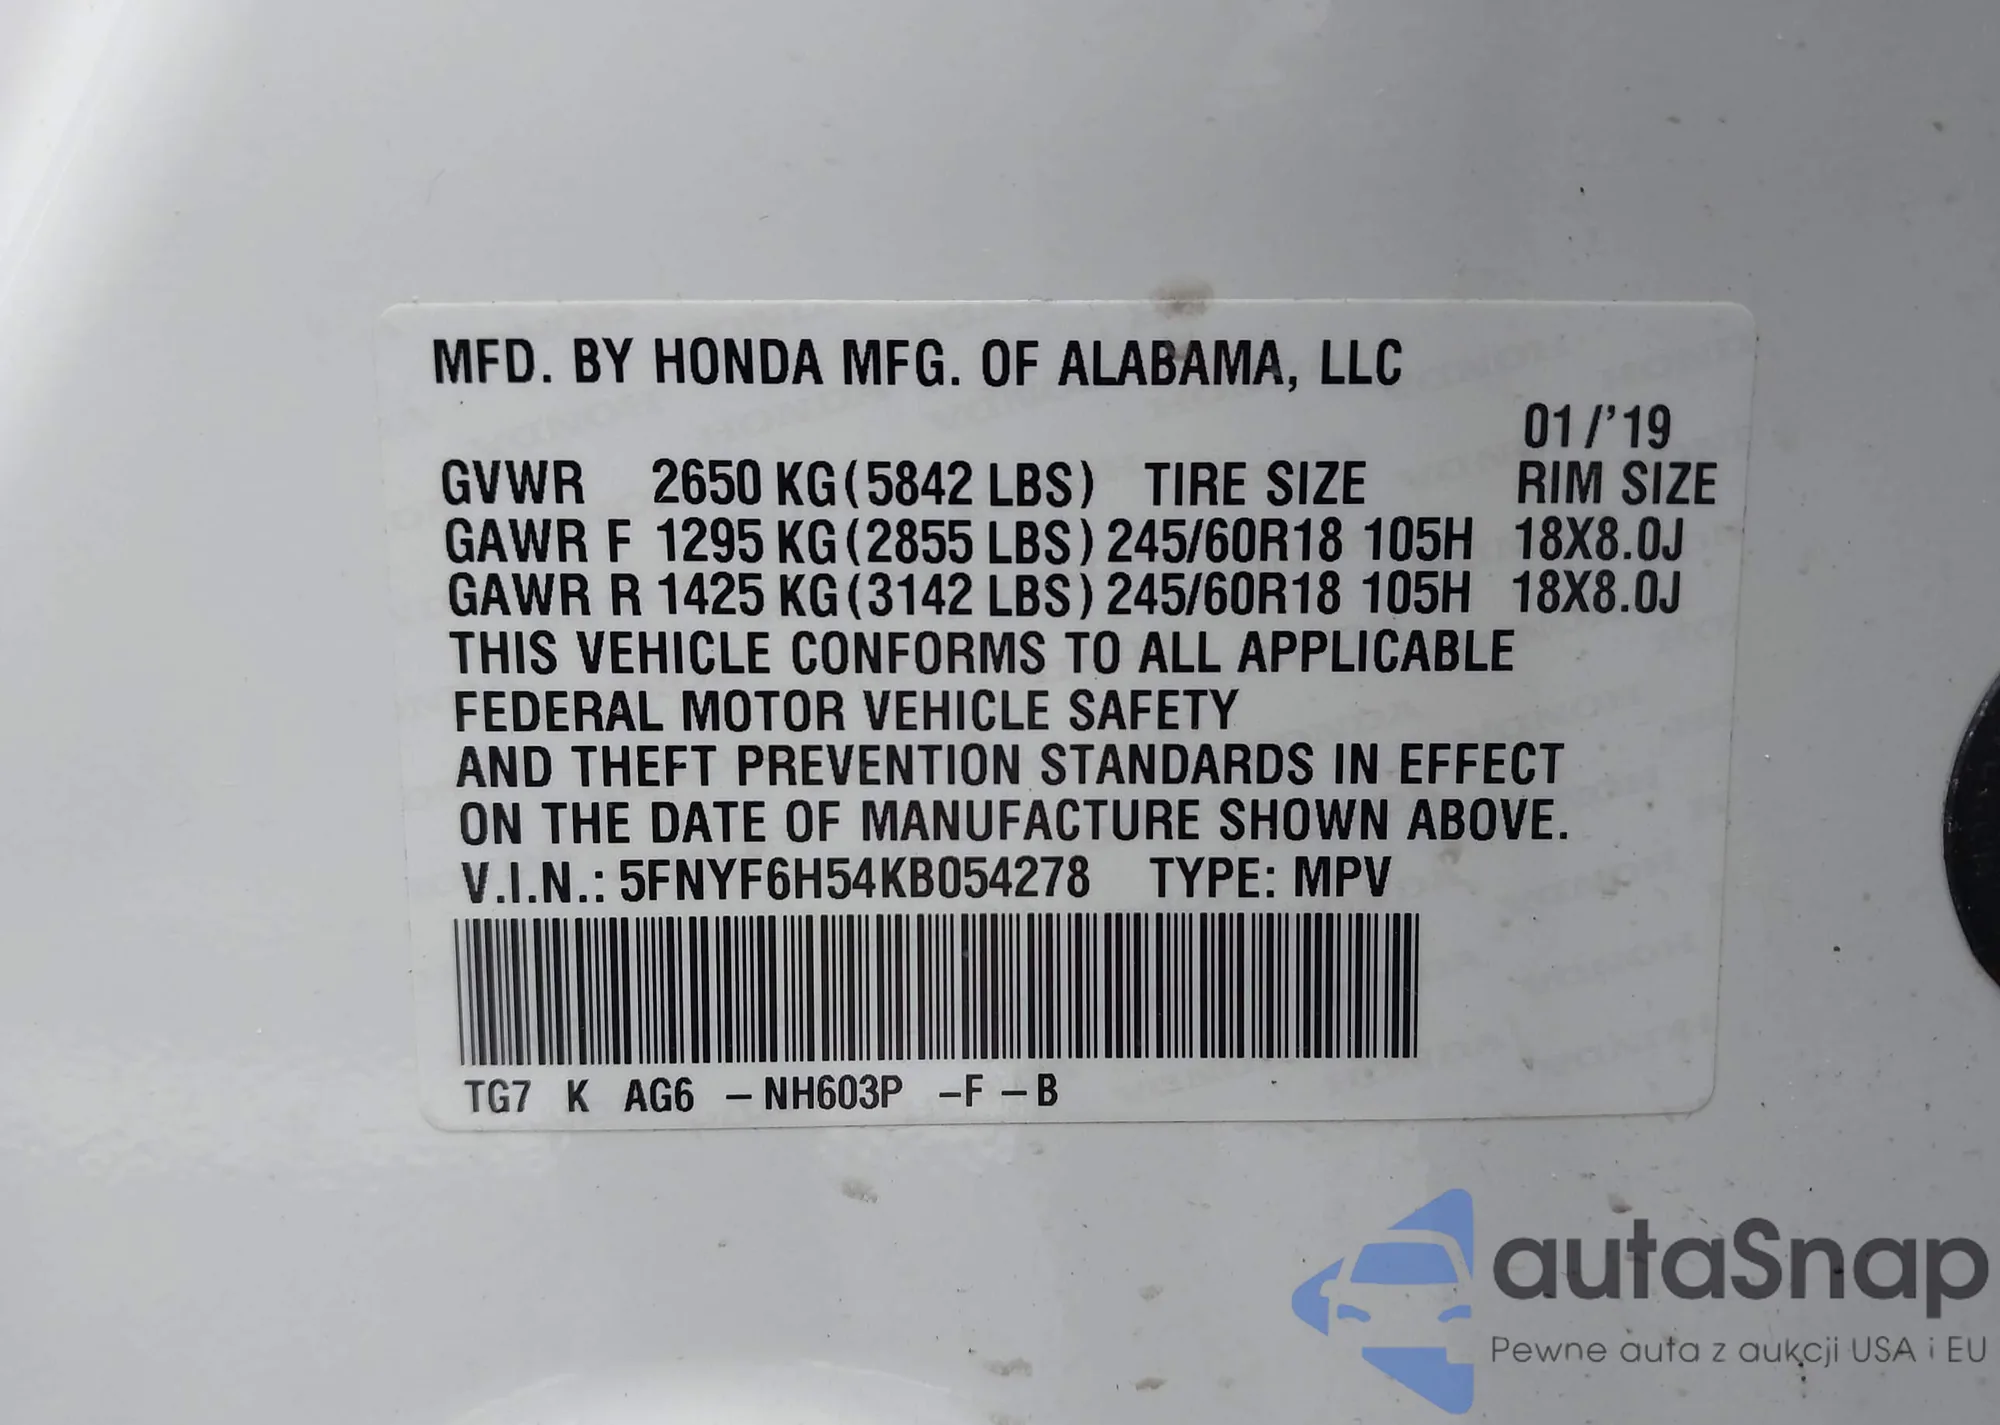 MFD. BY HONDA MFG. OF ALABAMA, LLC
01/'19
GVWR 2650 KG(5842 LBS) TIRE SIZE RIM SIZE
GAWR F 1295 KG(2855 LBS) 245/60R18 105H 18X8.0J
GAWR R 1425 KG(3142 LBS) 245/60R18 105H 18X8.0J
THIS VEHICLE CONFORMS TO ALL APPLICABLE
FEDERAL MOTOR VEHICLE SAFETY
AND THEFT PREVENTION STANDARDS IN EFFECT
ON THE DATE OF MANUFACTURE SHOWN ABOVE.
V.I.N.: 5FNYF6H54KB054278 TYPE: MPV
TG7 K AG6 -NH603P -F -B
autaSnap
Pewne auta z aukcji USA i EU